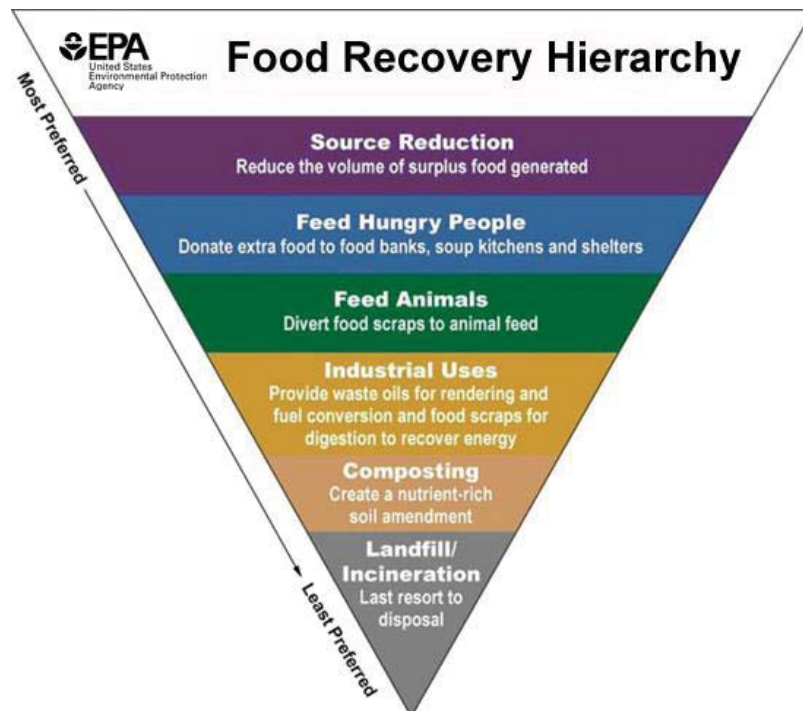 EPA
United States
Environmental Protection
Agency
Food Recovery Hierarchy
Most Preferred
Source Reduction
Reduce the volume of surplus food generated
Feed Hungry People
Donate extra food to food banks, soup kitchens and shelters
Feed Animals
Divert food scraps to animal feed
Industrial Uses
Provide waste oils for rendering and
fuel conversion and food scraps for
digestion to recover energy
Composting
Create a nutrient-rich
soil amendment
Landfill/
Incineration
Last resort to
disposal
Least Preferred